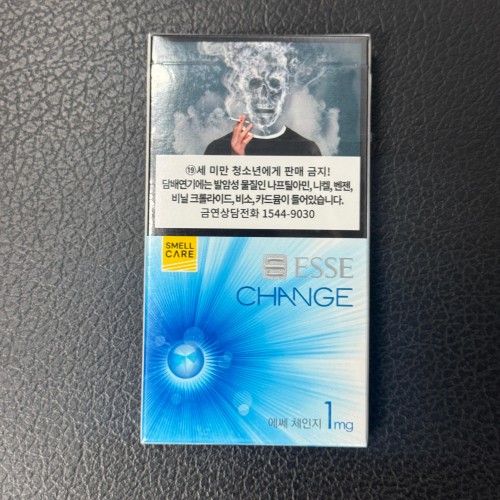 ⑲세 미만 청소년에게 판매 금지!
담배연기에는 발암성 물질인 나프틸아민, 니켈, 벤젠,
비닐 크롤라이드, 비소, 카드뮴이 들어있습니다.
금연상담전화 1544-9030
SMELL
CARE
ESSE
CHANGE
에쎄 체인지 1mg